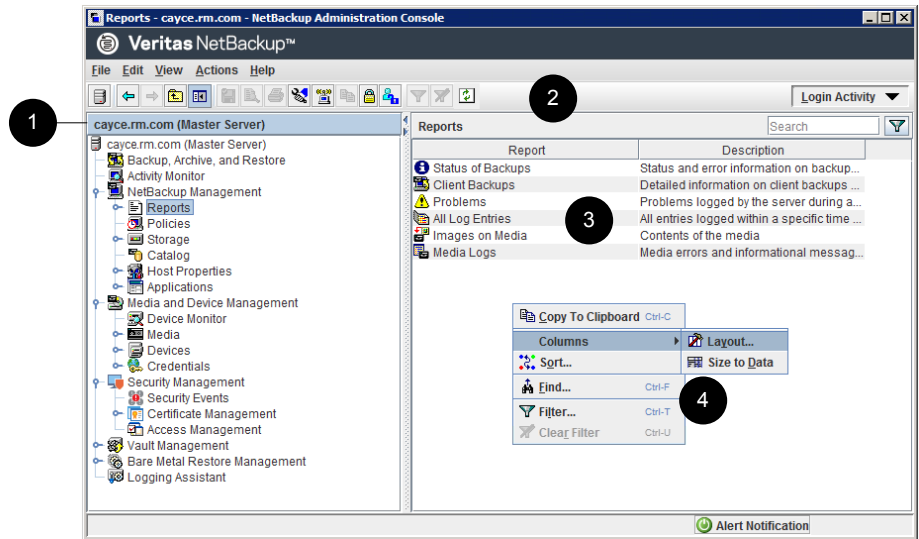 Reports - cayce.rm.com - NetBackup Administration Console
Veritas NetBackup™
File Edit View Actions Help
Login Activity
1
2
cayce.rm.com (Master Server)
cayce.rm.com (Master Server)
Backup, Archive, and Restore
Activity Monitor
NetBackup Management
Reports
Policies
Storage
Catalog
Host Properties
Applications
Media and Device Management
Device Monitor
Media
Devices
Credentials
Security Management
Security Events
Certificate Management
Access Management
Vault Management
Bare Metal Restore Management
Logging Assistant
Reports Search
Report Description
Status of Backups Status and error information on backup...
Client Backups Detailed information on client backups ...
Problems Problems logged by the server during a...
All Log Entries All entries logged within a specific time ...
Images on Media Contents of the media
Media Logs Media errors and informational messag...
3
Copy To Clipboard Ctrl-C
Columns
Sort...
Find... Ctrl-F
Filter... Ctrl-T
Clear Filter Ctrl-U
Layout...
Size to Data
4
Alert Notification